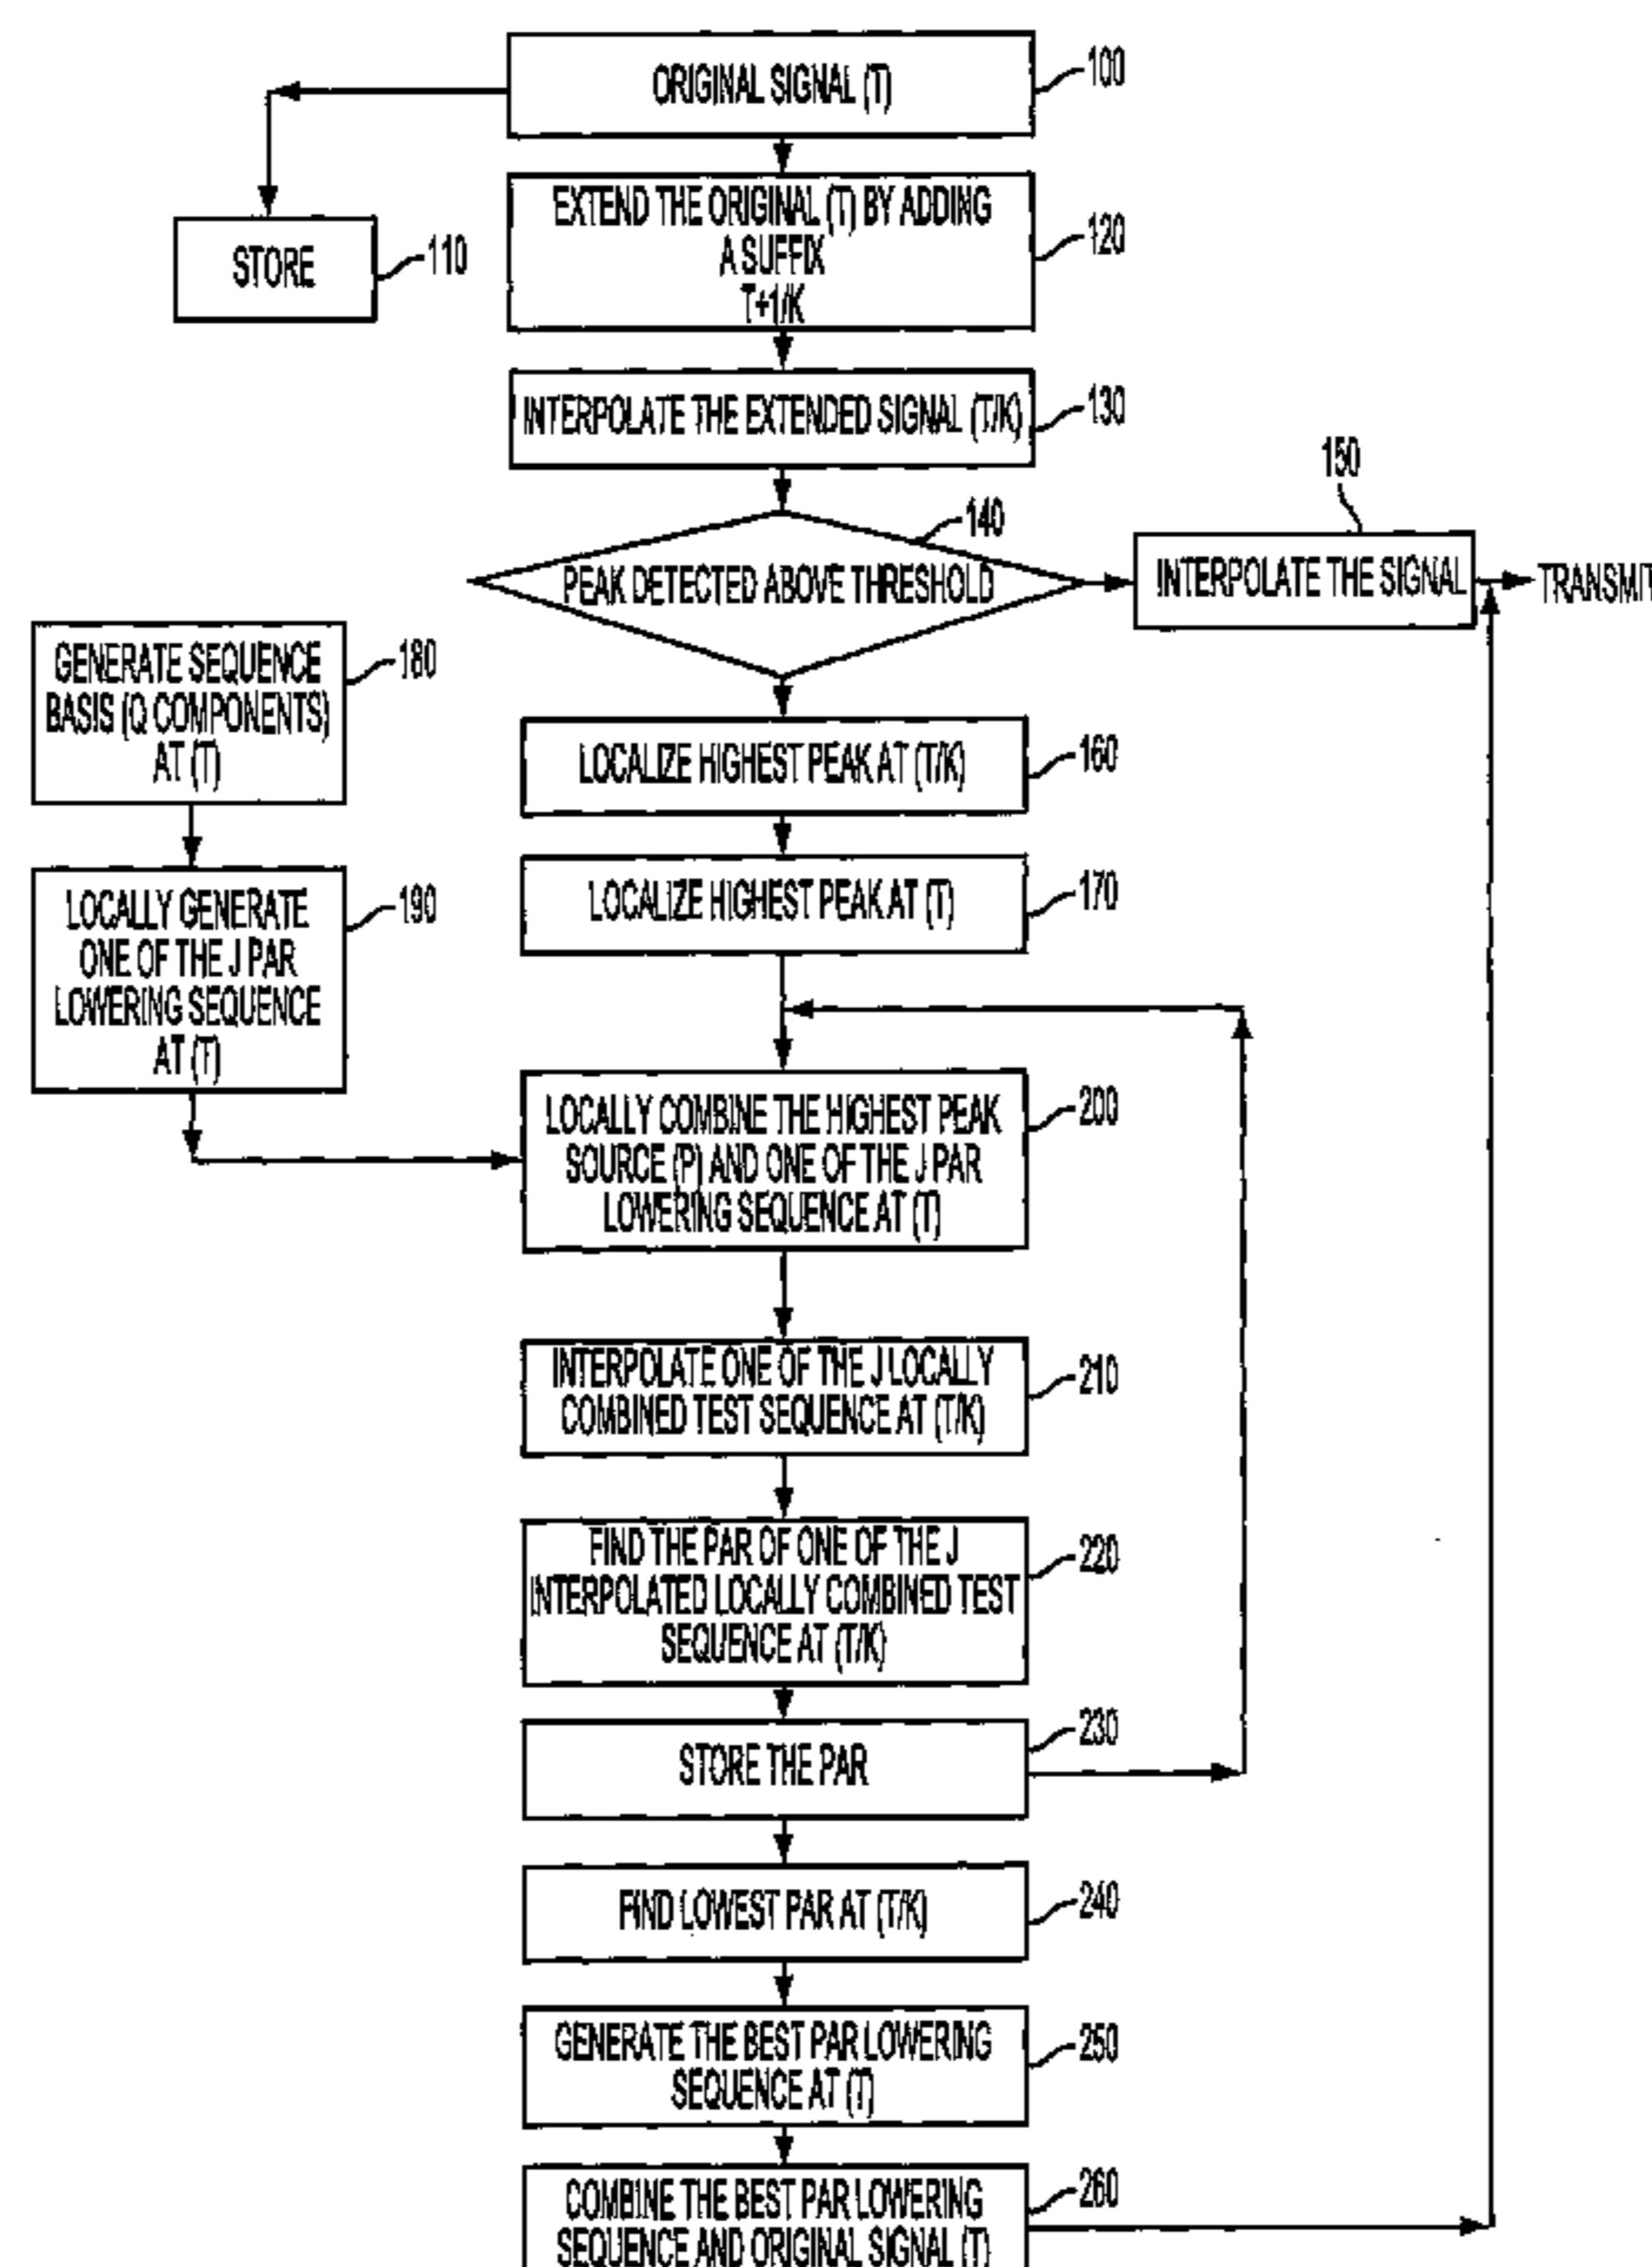 ORIGINAL SIGNAL (T)
100
EXTEND THE ORIGINAL (T) BY ADDING
A SUFFIX
T+1/K
120
STORE
110
INTERPOLATE THE EXTENDED SIGNAL (T/K)
130
PEAK DETECTED ABOVE THRESHOLD
140
150
INTERPOLATE THE SIGNAL
TRANSMIT
GENERATE SEQUENCE
BASIS (Q COMPONENTS)
AT (T)
180
LOCALIZE HIGHEST PEAK AT (T/K)
160
LOCALLY GENERATE
ONE OF THE J PAR
LOWERING SEQUENCE
AT (T)
190
LOCALIZE HIGHEST PEAK AT (T)
170
LOCALLY COMBINE THE HIGHEST PEAK
SOURCE (P) AND ONE OF THE J PAR
LOWERING SEQUENCE AT (T)
200
INTERPOLATE ONE OF THE J LOCALLY
COMBINED TEST SEQUENCE AT (T/K)
210
FIND THE PAR OF ONE OF THE J
INTERPOLATED LOCALLY COMBINED TEST
SEQUENCE AT (T/K)
220
STORE THE PAR
230
FIND LOWEST PAR AT (T/K)
240
GENERATE THE BEST PAR LOWERING
SEQUENCE AT (T)
250
COMBINE THE BEST PAR LOWERING
SEQUENCE AND ORIGINAL SIGNAL (T)
260